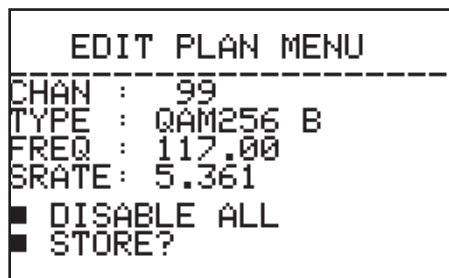 EDIT PLAN MENU
CHAN : 99
TYPE : QAM256 B
FREQ : 117.00
SRATE: 5.361
DISABLE ALL
STORE?